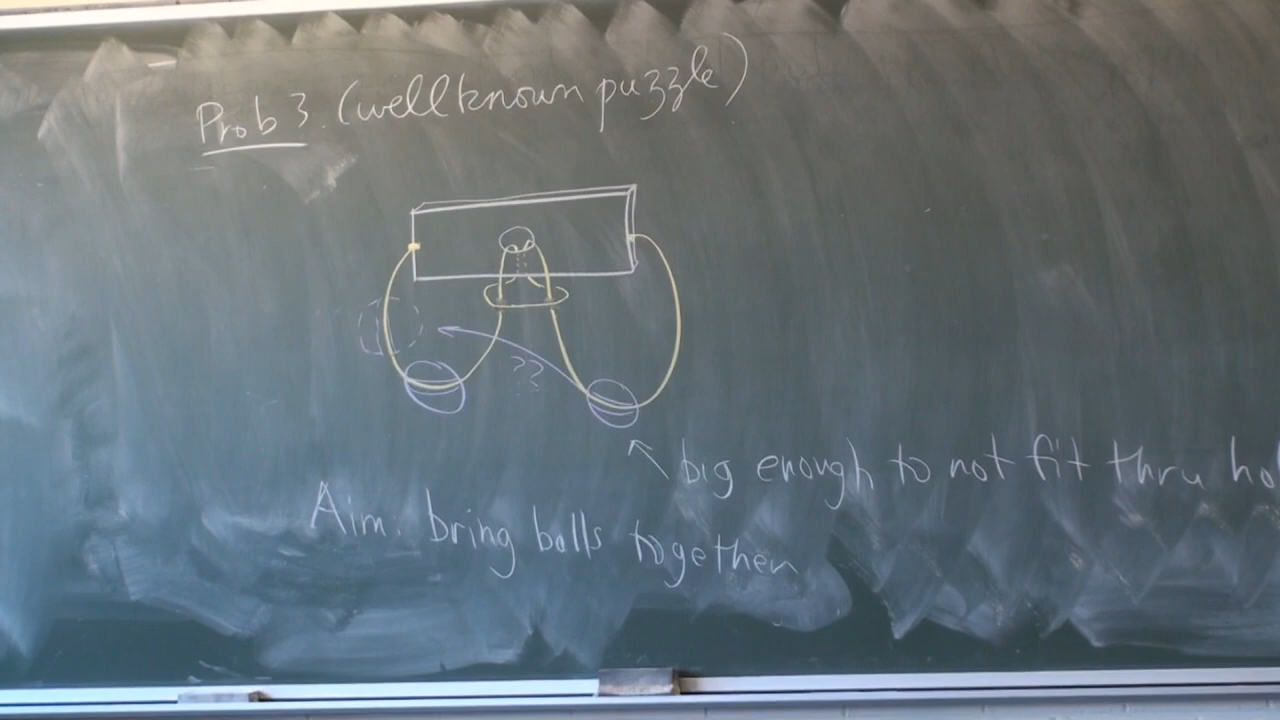 Prob 3. (well known puzzle)
??
big enough to not fit thru
Aim. bring balls together